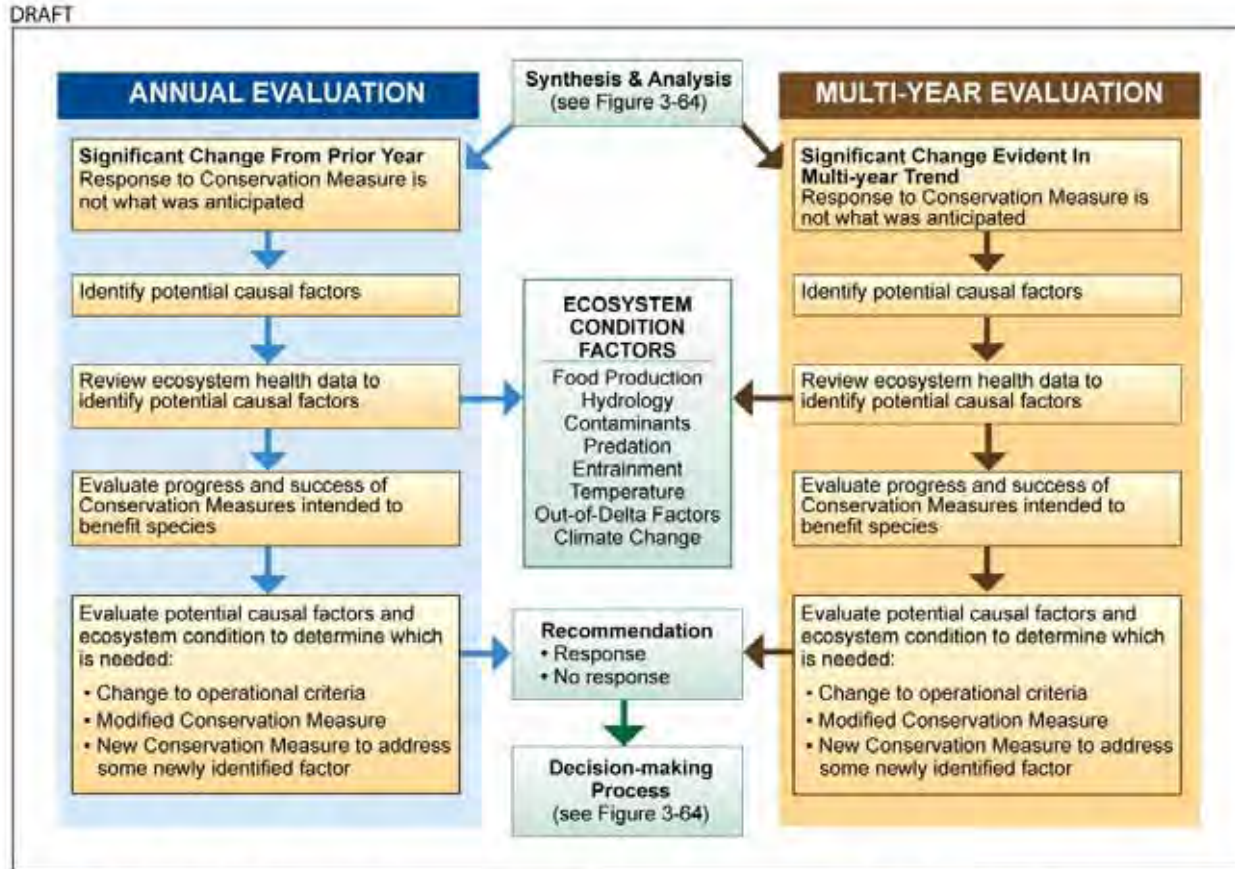 DRAFT
Synthesis & Analysis
(see Figure 3-64)
ANNUAL EVALUATION
Significant Change From Prior Year
Response to Conservation Measure is
not what was anticipated
Identify potential causal factors
Review ecosystem health data to
identify potential causal factors
Evaluate progress and success of
Conservation Measures intended to
benefit species
Evaluate potential causal factors and
ecosystem condition to determine which
is needed:
• Change to operational criteria
• Modified Conservation Measure
• New Conservation Measure to address
some newly identified factor
ECOSYSTEM
CONDITION
FACTORS
Food Production
Hydrology
Contaminants
Predation
Entrainment
Temperature
Out-of-Delta Factors
Climate Change
Recommendation
• Response
• No response
Decision-making
Process
(see Figure 3-64)
MULTI-YEAR EVALUATION
Significant Change Evident In
Multi-year Trend
Response to Conservation Measure is
not what was anticipated
Identify potential causal factors
Review ecosystem health data to
identify potential causal factors
Evaluate progress and success of
Conservation Measures intended to
benefit species
Evaluate potential causal factors and
ecosystem condition to determine which
is needed:
• Change to operational criteria
• Modified Conservation Measure
• New Conservation Measure to address
some newly identified factor